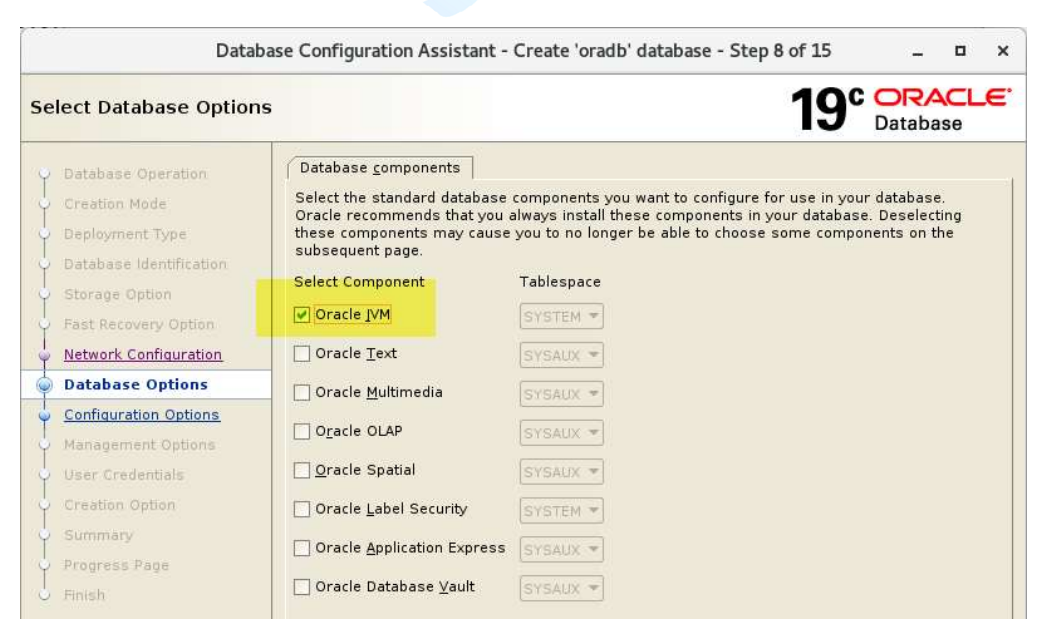 Database Configuration Assistant - Create 'oradb' database - Step 8 of 15
Select Database Options
19c ORACLE
Database
Database Operation
Creation Mode
Deployment Type
Database Identification
Storage Option
Fast Recovery Option
Network Configuration
Database Options
Configuration Options
Management Options
User Credentials
Creation Option
Summary
Progress Page
Finish
Database components
Select the standard database components you want to configure for use in your database.
Oracle recommends that you always install these components in your database. Deselecting
these components may cause you to no longer be able to choose some components on the
subsequent page.
Select Component Tablespace
Oracle JVM SYSTEM
Oracle Text SYSAUX
Oracle Multimedia SYSAUX
Oracle OLAP SYSAUX
Oracle Spatial SYSAUX
Oracle Label Security SYSTEM
Oracle Application Express SYSAUX
Oracle Database Vault SYSAUX